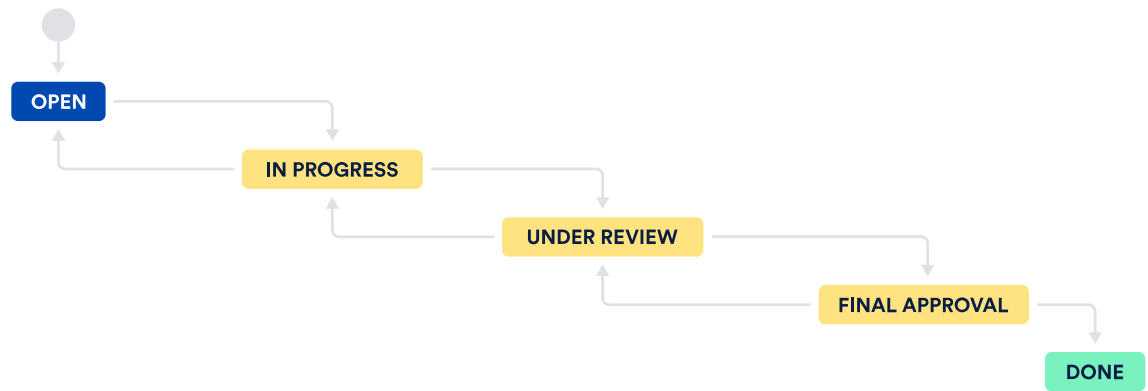 OPEN
IN PROGRESS
UNDER REVIEW
FINAL APPROVAL
DONE